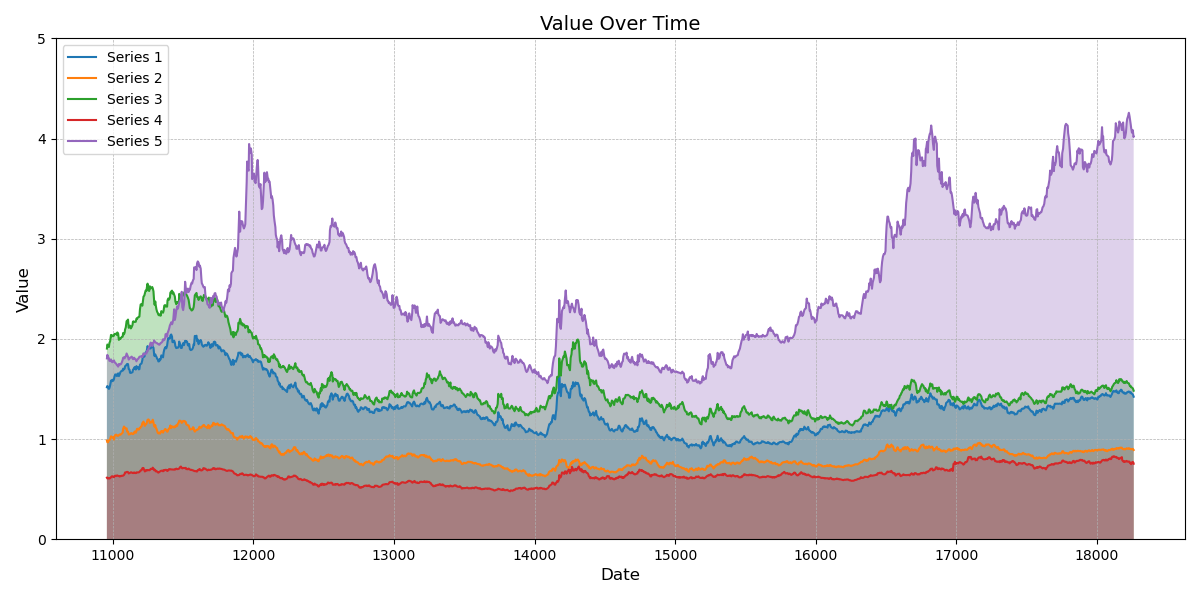 Value Over Time
Value
5
4
3
2
1
0
Series 1
Series 2
Series 3
Series 4
Series 5
11000 12000 13000 14000 15000 16000 17000 18000
Date